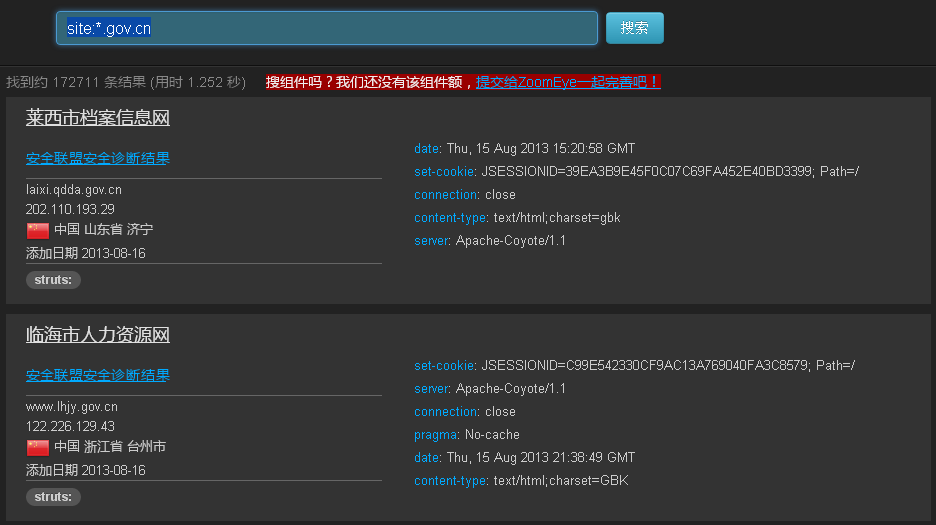 site:*.gov.cn
搜索
找到约 172711 条结果 (用时 1.252 秒) 搜组件吗？我们还没有该组件额，提交给ZoomEye一起完善吧！
莱西市档案信息网
安全联盟安全诊断结果
laixi.qdda.gov.cn
202.110.193.29
中国 山东省 济宁
添加日期 2013-08-16
struts:
date: Thu, 15 Aug 2013 15:20:58 GMT
set-cookie: JSESSIONID=39EA3B9E45F0C07C69FA452E40BD3399; Path=/
connection: close
content-type: text/html;charset=gbk
server: Apache-Coyote/1.1
临海市人力资源网
安全联盟安全诊断结果
www.lhjy.gov.cn
122.226.129.43
中国 浙江省 台州市
添加日期 2013-08-16
struts:
set-cookie: JSESSIONID=C99E542330CF9AC13A769040FA3C8579; Path=/
server: Apache-Coyote/1.1
connection: close
pragma: No-cache
date: Thu, 15 Aug 2013 21:38:49 GMT
content-type: text/html;charset=GBK